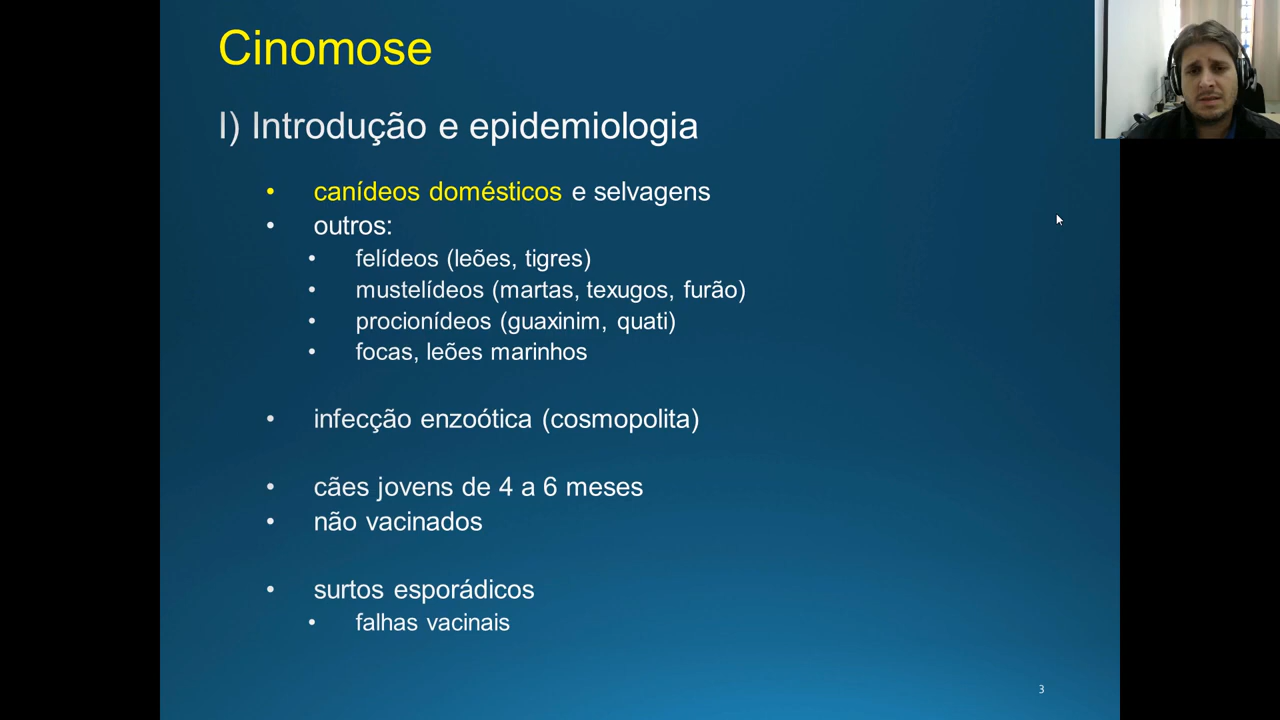 Cinomose
I) Introdução e epidemiologia
• canídeos domésticos e selvagens
• outros:
• felídeos (leões, tigres)
• mustelídeos (martas, texugos, furão)
• procionídeos (guaxinim, quati)
• focas, leões marinhos
• infecção enzoótica (cosmopolita)
• cães jovens de 4 a 6 meses
• não vacinados
• surtos esporádicos
• falhas vacinais
3